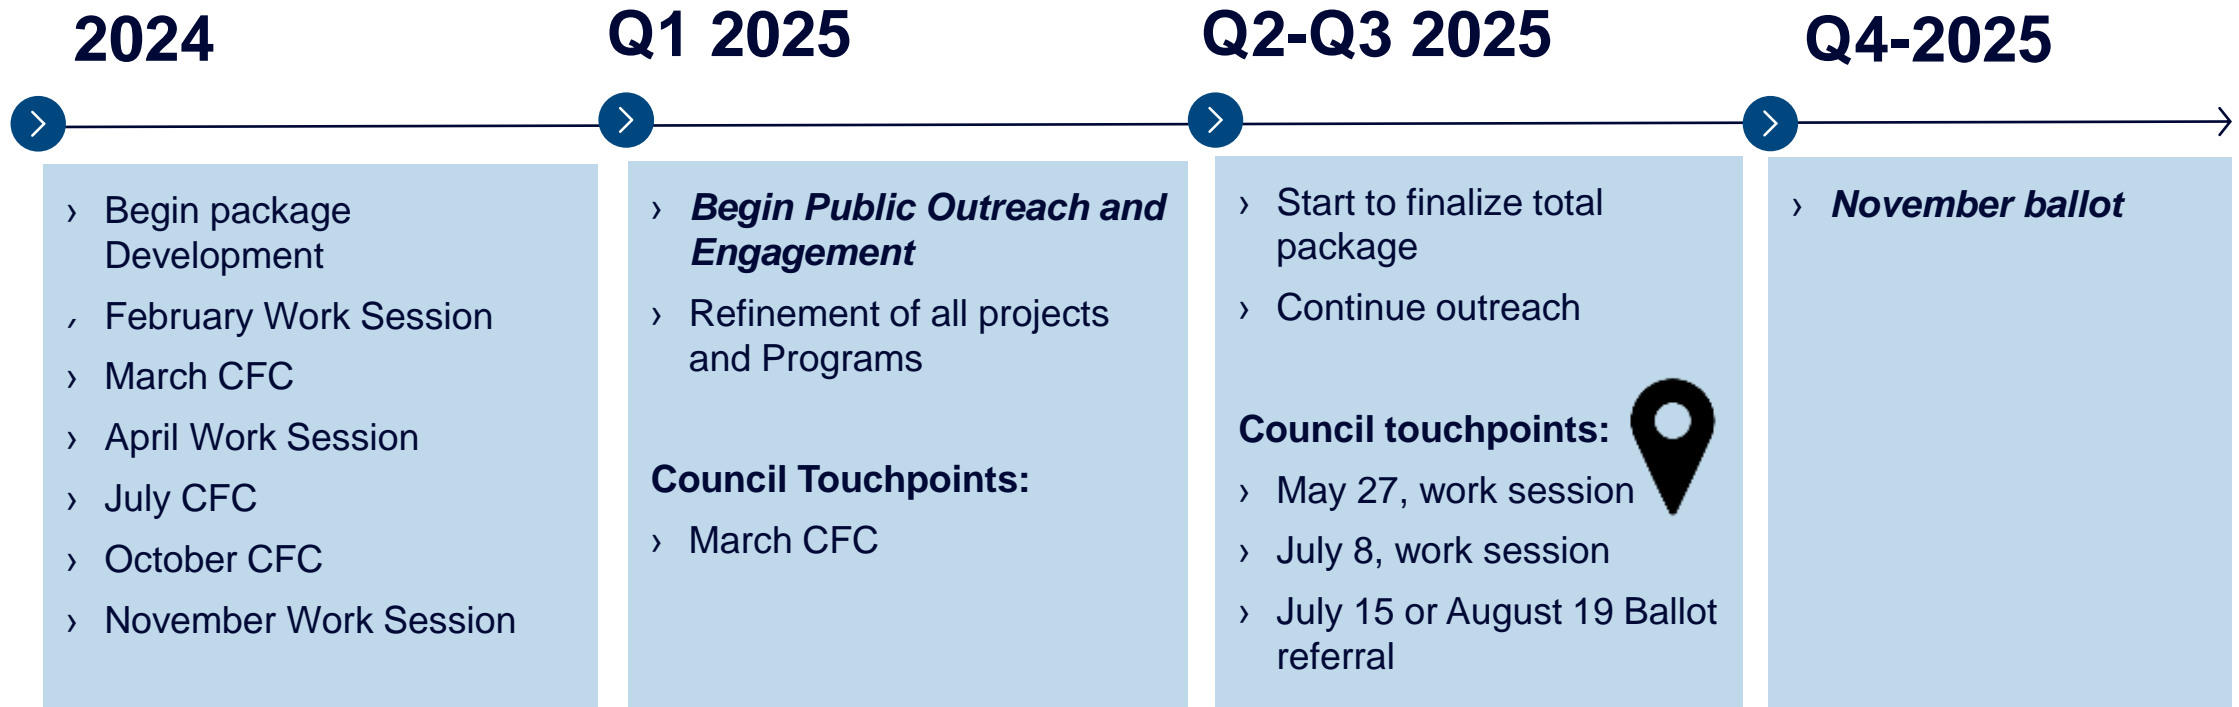 2024
› Begin package
Development
› February Work Session
› March CFC
› April Work Session
› July CFC
› October CFC
› November Work Session
Q1 2025
› Begin Public Outreach and
Engagement
› Refinement of all projects
and Programs
Council Touchpoints:
› March CFC
Q2-Q3 2025
› Start to finalize total
package
› Continue outreach
Council touchpoints:
› May 27, work session
› July 8, work session
› July 15 or August 19 Ballot
referral
Q4-2025
› November ballot